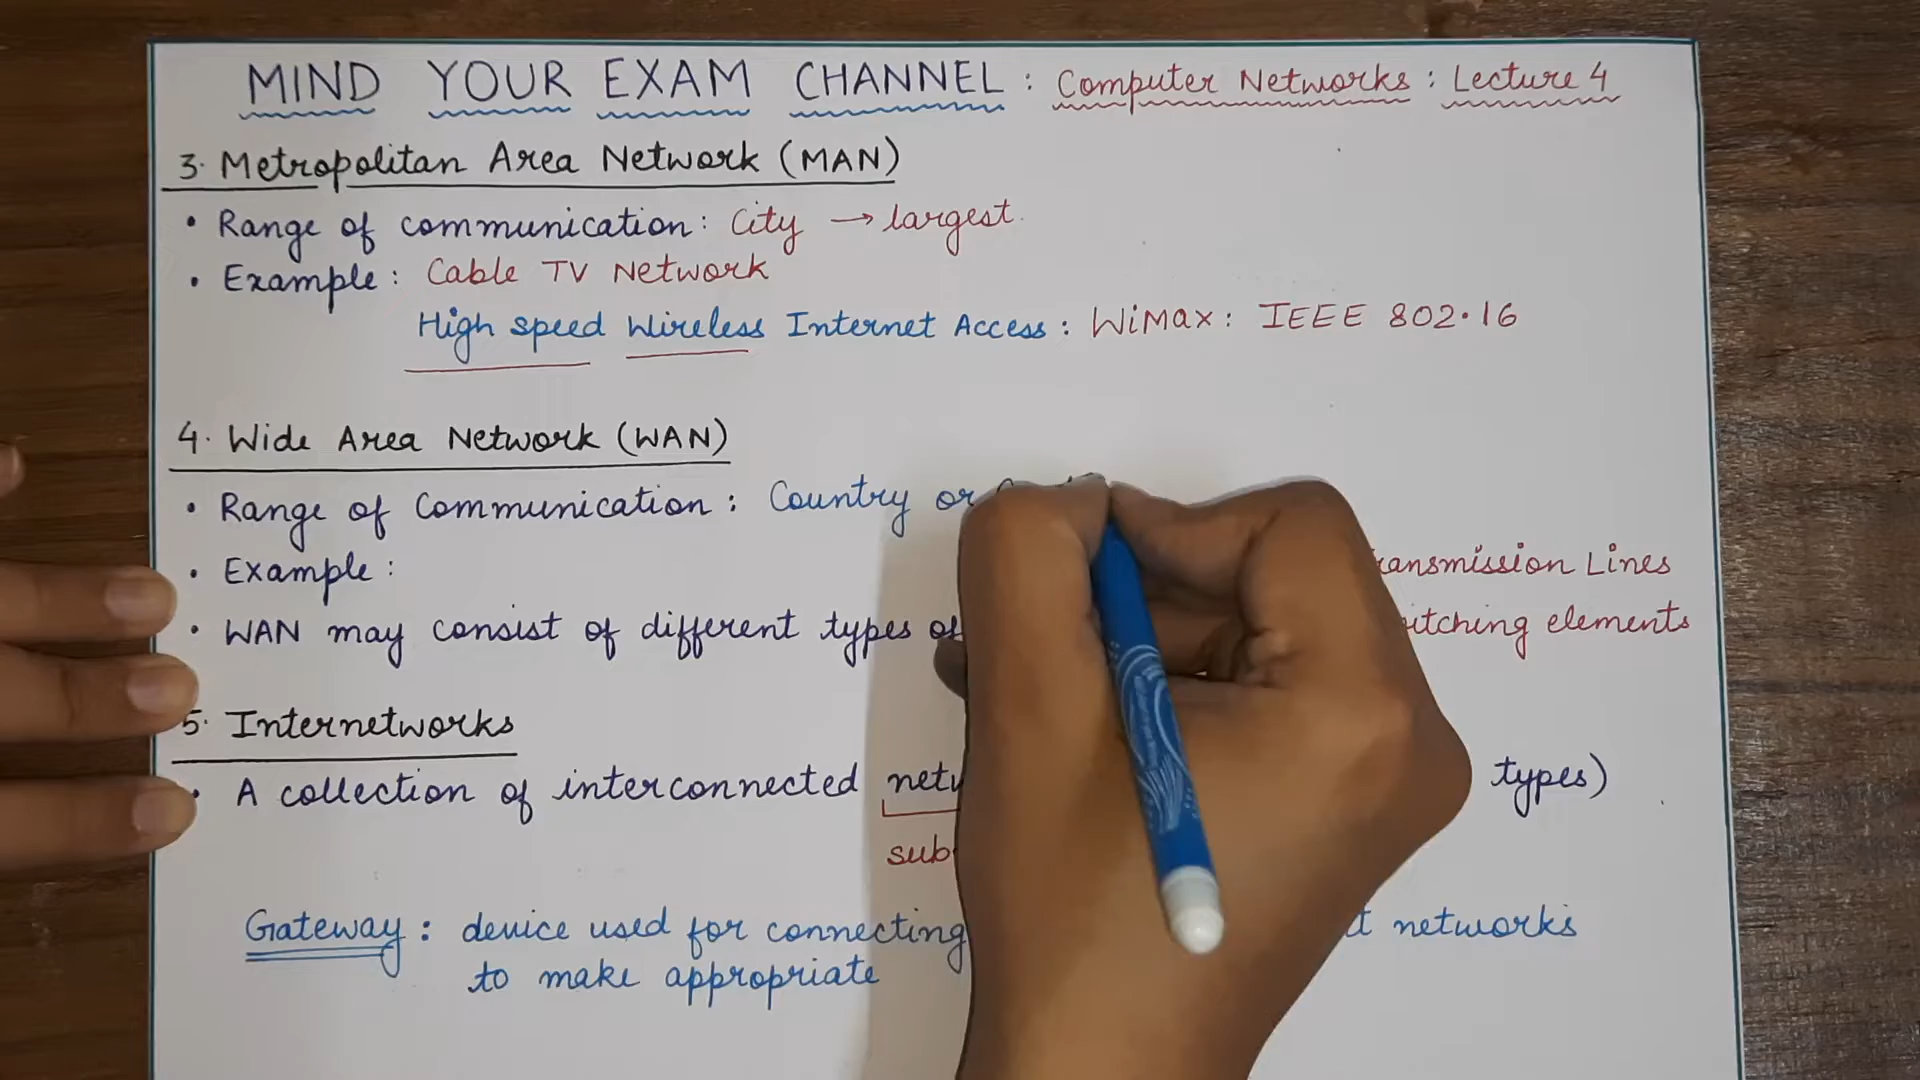 MIND YOUR EXAM CHANNEL : Computer Networks : Lecture 4
3. Metropolitan Area Network (MAN)
• Range of communication: City → largest.
• Example: Cable TV Network
High speed Wireless Internet Access: WiMax: IEEE 802.16
4. Wide Area Network (WAN)
• Range of Communication: Country or
• Example:
Lines
• WAN may consist of different types of
elements
5. Internetworks
• A collection of interconnected types)
Gateway: device used for connecting networks
to make appropriate